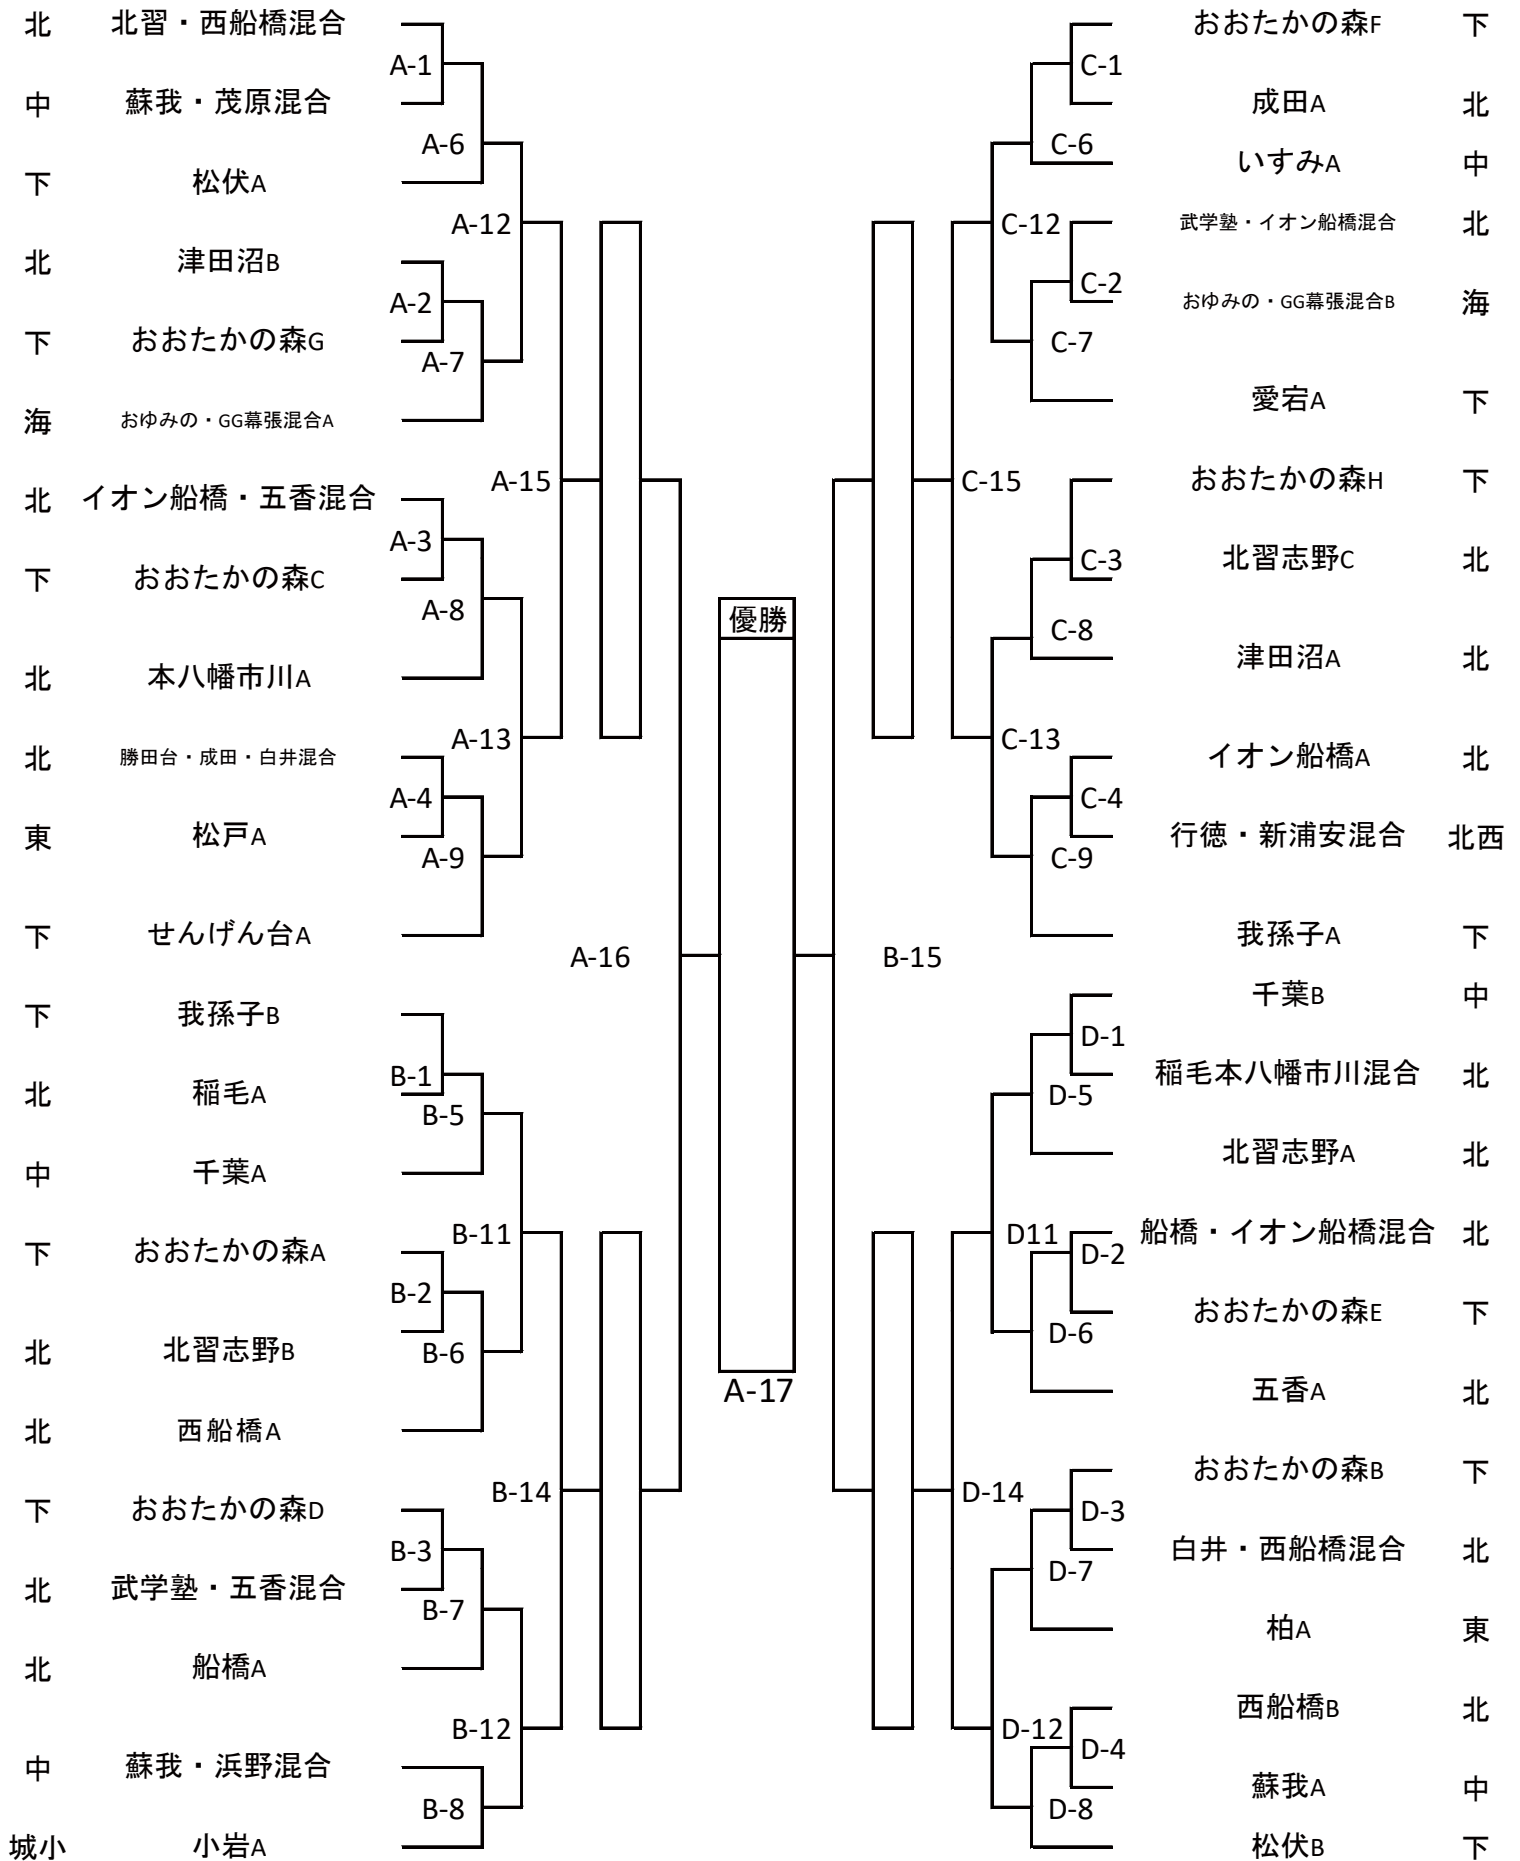 北 北習・西船橋混合
A-1
中 蘇我・茂原混合
A-6
下 松伏A
A-12
北 津田沼B
A-2
下 おおたかの森G
A-7
海 おゆみの・GG幕張混合A
A-15
北 イオン船橋・五香混合
A-3
下 おおたかの森C
A-8
北 本八幡市川A
A-13
北 勝田台・成田・白井混合
A-4
東 松戸A
A-9
下 せんげん台A
A-16
下 我孫子B
B-1
北 稲毛A
B-5
中 千葉A
B-11
下 おおたかの森A
B-2
北 北習志野B
B-6
北 西船橋A
B-14
下 おおたかの森D
B-3
北 武学塾・五香混合
B-7
北 船橋A
B-12
中 蘇我・浜野混合
B-8
城小 小岩A
優勝
A-17
おおたかの森F 下
C-1
成田A 北
C-6
いすみA 中
C-12
武学塾・イオン船橋混合 北
C-2
おゆみの・GG幕張混合B 海
C-7
愛宕A 下
C-15
おおたかの森H 下
C-3
北習志野C 北
C-8
津田沼A 北
C-13
イオン船橋A 北
C-4
行徳・新浦安混合 北西
C-9
我孫子A 下
B-15
千葉B 中
D-1
稲毛本八幡市川混合 北
D-5
北習志野A 北
D11
船橋・イオン船橋混合 北
D-2
おおたかの森E 下
D-6
五香A 北
おおたかの森B 下
D-14
D-3
白井・西船橋混合 北
D-7
柏A 東
西船橋B 北
D-12
D-4
蘇我A 中
D-8
松伏B 下